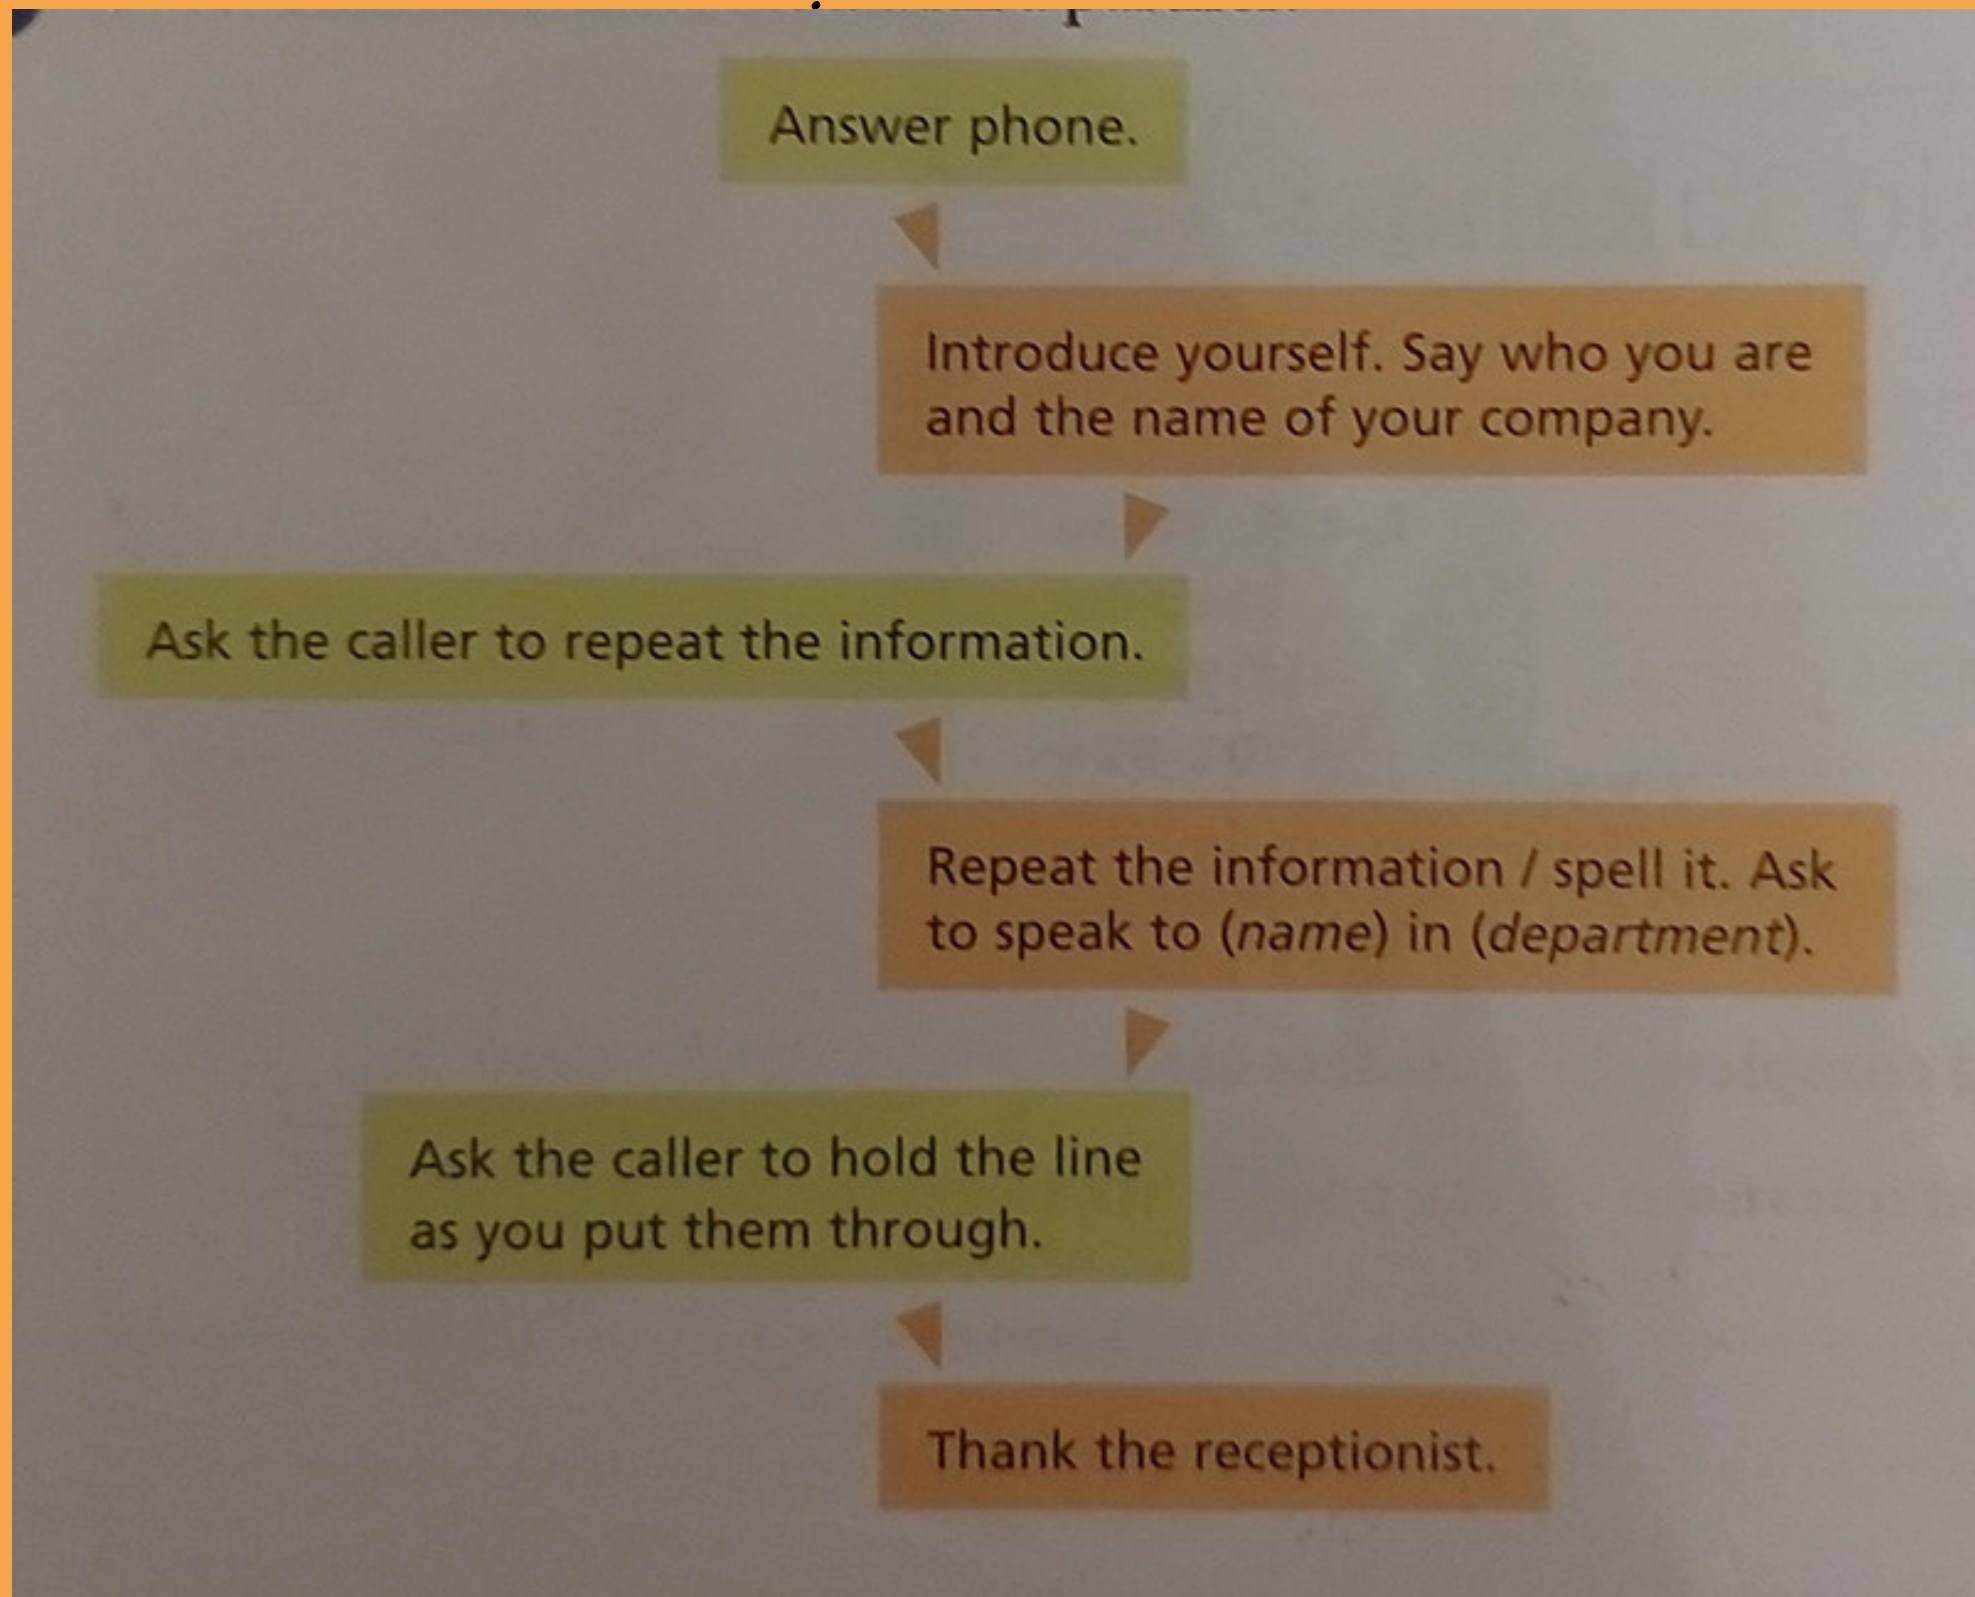 Answer phone.
Introduce yourself. Say who you are
and the name of your company.
Ask the caller to repeat the information.
Repeat the information / spell it. Ask
to speak to (name) in (department).
Ask the caller to hold the line
as you put them through.
Thank the receptionist.